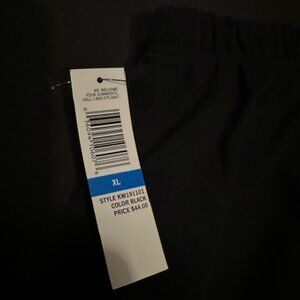 WE WELCOME
YOUR COMMENTS,
XL
STYLE KW191101
COLOR BLACK
PRICE $44.00